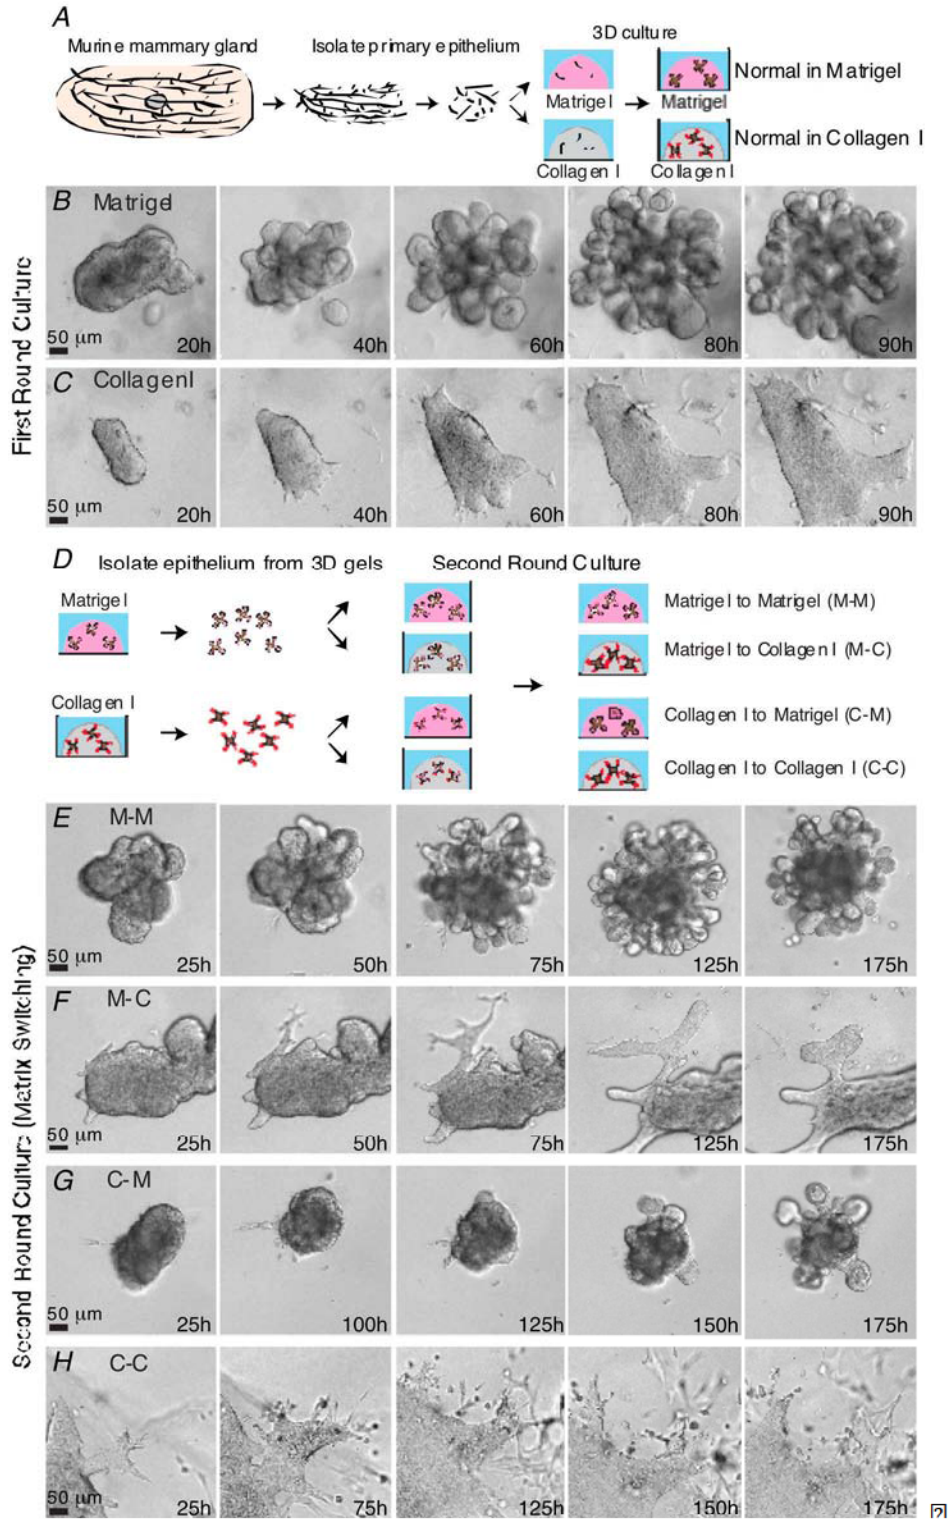 A
Murine mammary gland
Isolate primary epithelium
3D culture
Matrigel
Matrigel
Normal in Matrigel
Collagen I
Collagen I
Normal in Collagen I
First Round Culture
B Matrigel
50 μm
20h
40h
60h
80h
90h
C Collagen I
50 μm
20h
40h
60h
80h
90h
D Isolate epithelium from 3D gels
Second Round Culture
Matrigel
Matrigel to Matrigel (M-M)
Matrigel to Collagen I (M-C)
Collagen I
Collagen I to Matrigel (C-M)
Collagen I to Collagen I (C-C)
Second Round Culture (Matrix Switching)
E M-M
50 μm
25h
50h
75h
125h
175h
F M-C
50 μm
25h
50h
75h
125h
175h
G C-M
50 μm
25h
100h
125h
150h
175h
H C-C
50 μm
25h
75h
125h
150h
175h
2